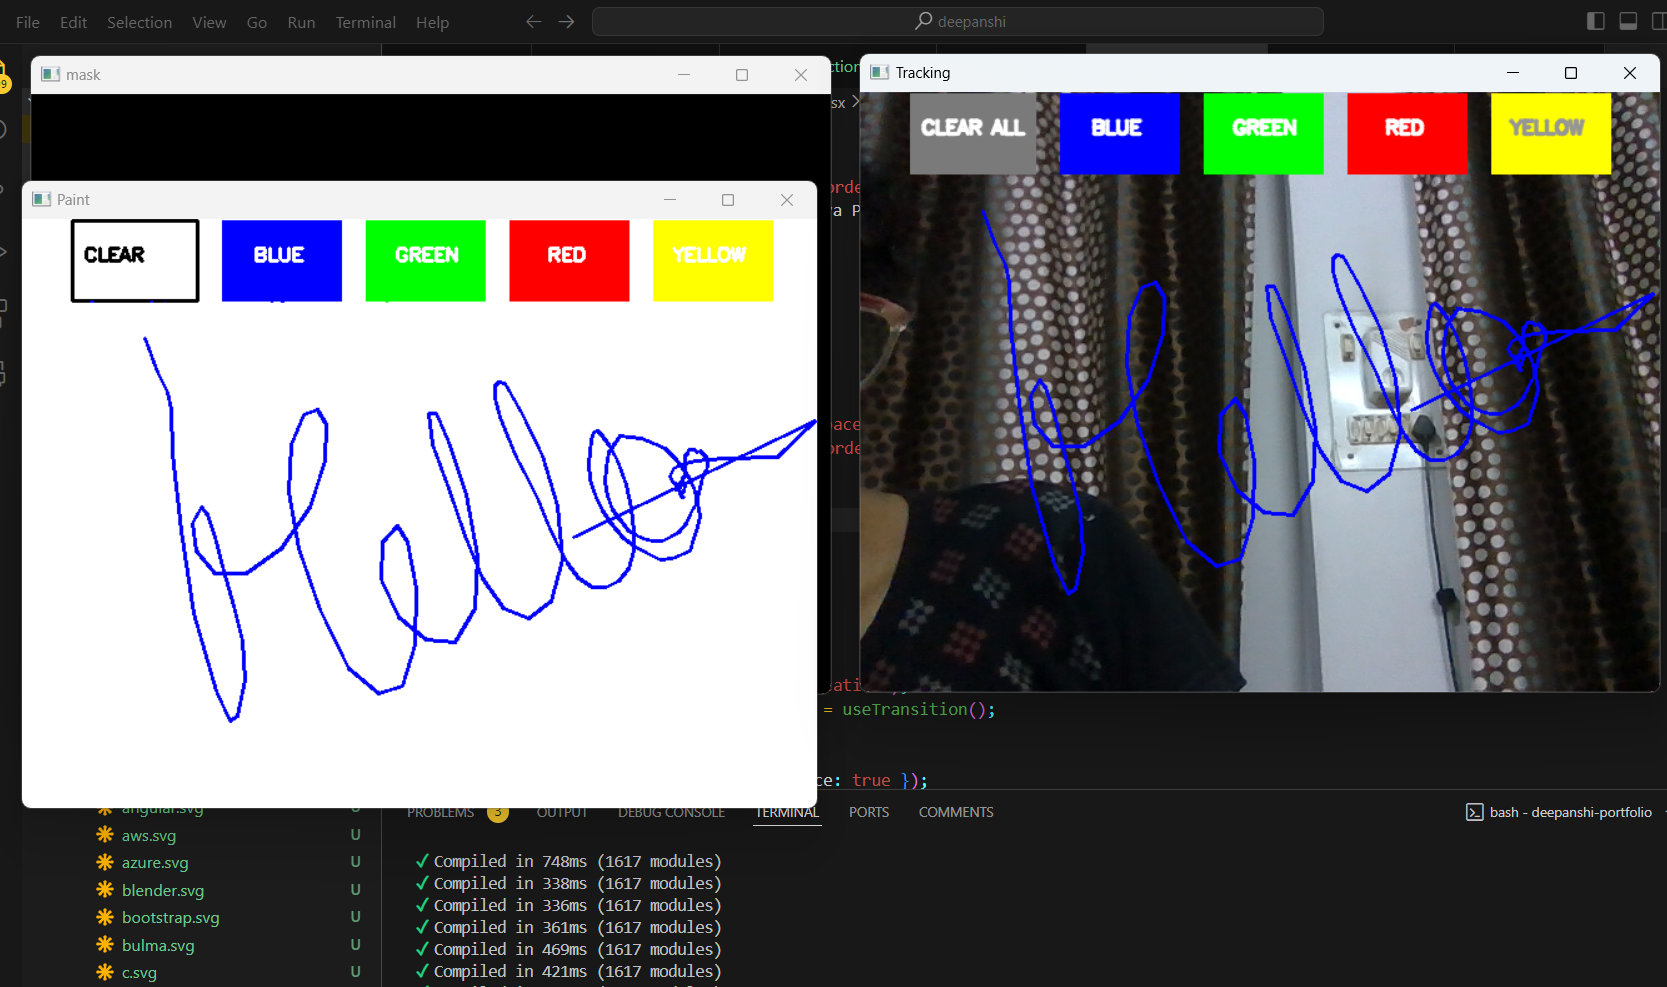 File Edit Selection View Go Run Terminal Help
deepanshi
mask
Tracking
CLEAR ALL BLUE GREEN RED YELLOW
Paint
CLEAR BLUE GREEN RED YELLOW
Hello
= useTransition();
ce: true });
PROBLEMS 3 OUTPUT DEBUG CONSOLE TERMINAL PORTS COMMENTS
bash - deepanshi-portfolio
angular.svg U
aws.svg U
azure.svg U
blender.svg U
bootstrap.svg U
bulma.svg U
c.svg U
✓ Compiled in 748ms (1617 modules)
✓ Compiled in 338ms (1617 modules)
✓ Compiled in 336ms (1617 modules)
✓ Compiled in 361ms (1617 modules)
✓ Compiled in 469ms (1617 modules)
✓ Compiled in 421ms (1617 modules)